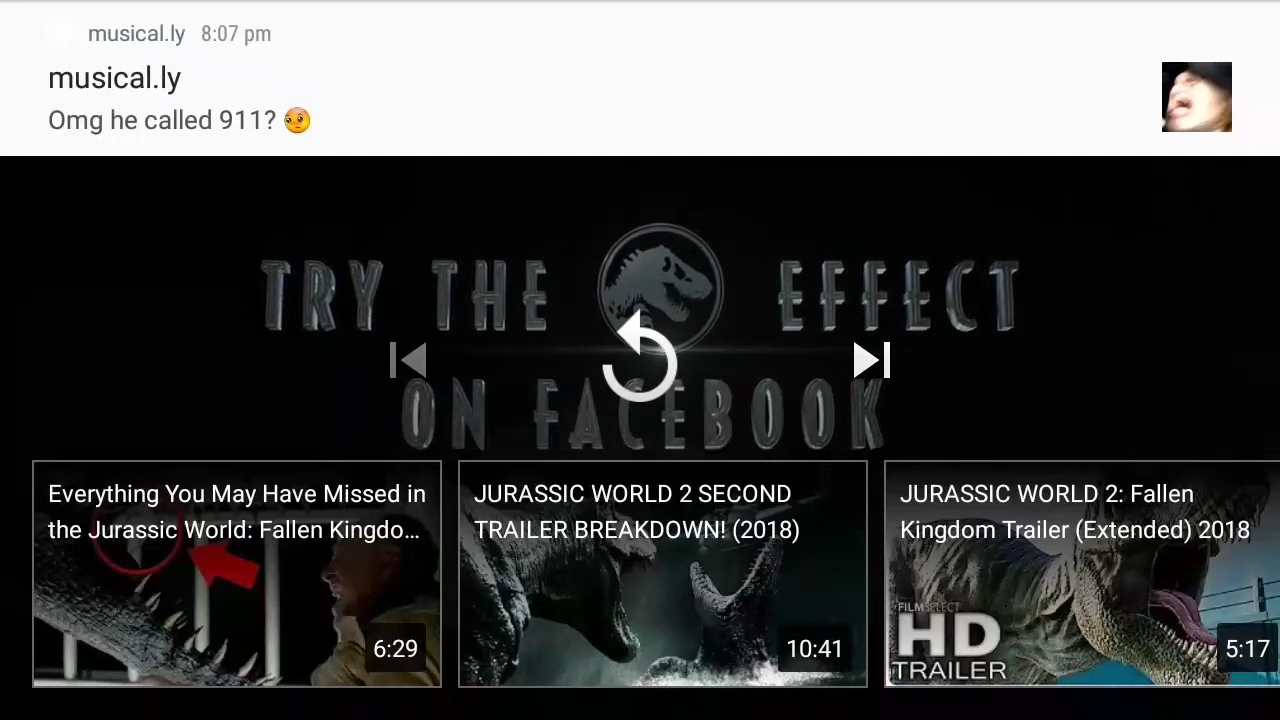 musical.ly 8:07 pm
musical.ly
Omg he called 911? 🤕
TRY THE EFFECT
ON FACEBOOK
Everything You May Have Missed in
the Jurassic World: Fallen Kingdo...
6:29
JURASSIC WORLD 2 SECOND
TRAILER BREAKDOWN! (2018)
10:41
JURASSIC WORLD 2: Fallen
Kingdom Trailer (Extended) 2018
FILMSELECT
HD
TRAILER
5:17